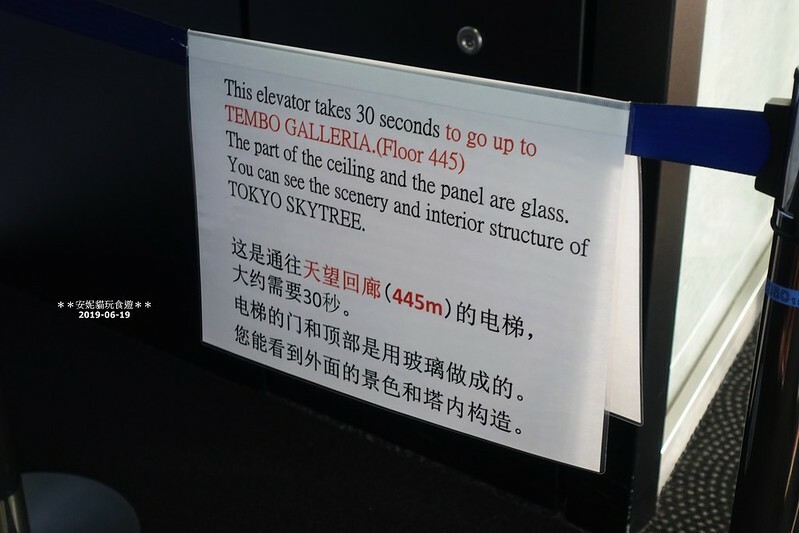 This elevator takes 30 seconds to go up to
TEMBO GALLERIA.(Floor 445)
The part of the ceiling and the panel are glass.
You can see the scenery and interior structure of
TOKYO SKYTREE.
这是通往天望回廊(445m)的电梯，
大约需要30秒。
电梯的门和顶部是用玻璃做成的。
您能看到外面的景色和塔内构造。
＊＊安妮貓玩食遊＊＊
2019-06-19